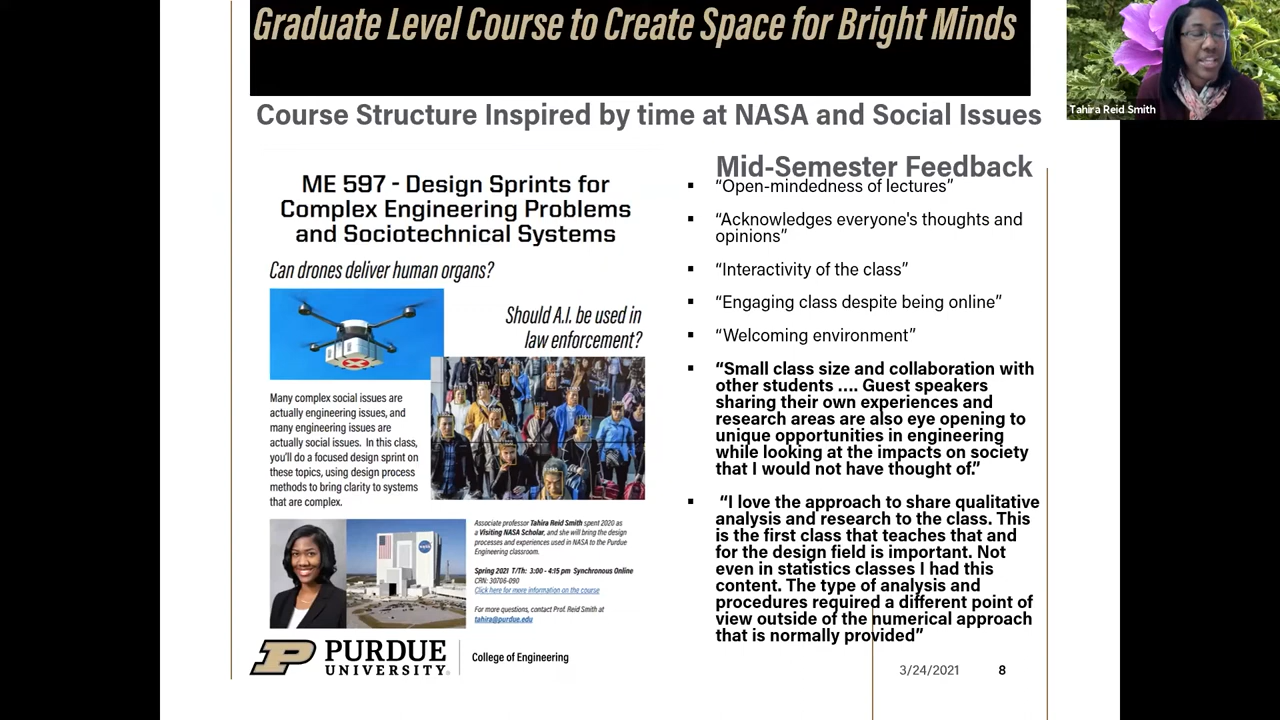 Graduate Level Course to Create Space for Bright Minds
Tahira Reid Smith
Course Structure Inspired by time at NASA and Social Issues
ME 597 - Design Sprints for
Complex Engineering Problems
and Sociotechnical Systems
Can drones deliver human organs?
Should A.I. be used in
law enforcement?
Many complex social issues are
actually engineering issues, and
many engineering issues are
actually social issues. In this class,
you'll do a focused design sprint on
these topics, using design process
methods to bring clarity to systems
that are complex.
Associate professor Tahira Reid Smith spent 2020 as
a Visiting NASA Scholar, and she will bring the design
processes and experiences used in NASA to the Purdue
Engineering classroom.
Spring 2021 T/Th: 3:00 - 4:15 pm Synchronous Online
CRN: 30706-090
Click here for more information on the course
For more questions, contact Prof. Reid Smith at
tahira@purdue.edu
PURDUE
UNIVERSITY®
College of Engineering
Mid-Semester Feedback
▪ “Open-mindedness of lectures”
▪ “Acknowledges everyone's thoughts and
opinions”
▪ “Interactivity of the class”
▪ “Engaging class despite being online”
▪ “Welcoming environment”
▪ “Small class size and collaboration with
other students .... Guest speakers
sharing their own experiences and
research areas are also eye opening to
unique opportunities in engineering
while looking at the impacts on society
that I would not have thought of.”
▪ “I love the approach to share qualitative
analysis and research to the class. This
is the first class that teaches that and
for the design field is important. Not
even in statistics classes I had this
content. The type of analysis and
procedures required a different point of
view outside of the numerical approach
that is normally provided”
3/24/2021
8